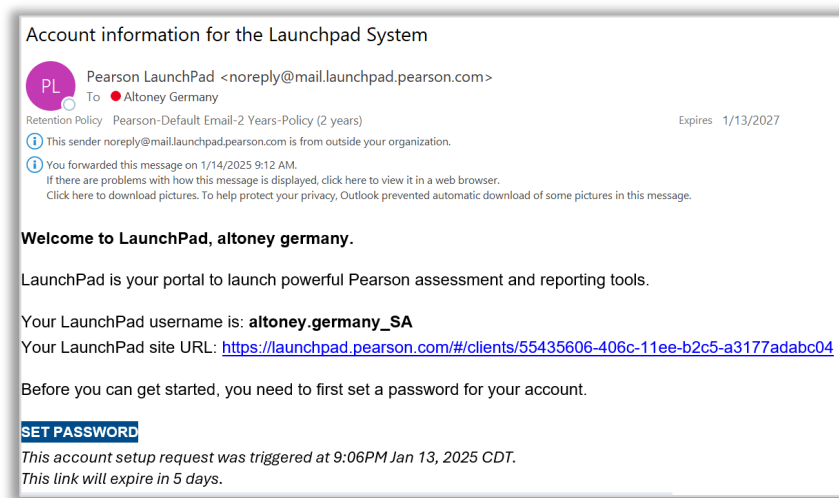 Account information for the Launchpad System
PL
Pearson LaunchPad <noreply@mail.launchpad.pearson.com>
To Altoney Germany
Retention Policy Pearson-Default Email-2 Years-Policy (2 years) Expires 1/13/2027
This sender noreply@mail.launchpad.pearson.com is from outside your organization.
You forwarded this message on 1/14/2025 9:12 AM.
If there are problems with how this message is displayed, click here to view it in a web browser.
Click here to download pictures. To help protect your privacy, Outlook prevented automatic download of some pictures in this message.
Welcome to LaunchPad, altoney germany.
LaunchPad is your portal to launch powerful Pearson assessment and reporting tools.
Your LaunchPad username is: altoney.germany_SA
Your LaunchPad site URL: https://launchpad.pearson.com/#/clients/55435606-406c-11ee-b2c5-a3177adabc04
Before you can get started, you need to first set a password for your account.
SET PASSWORD
This account setup request was triggered at 9:06PM Jan 13, 2025 CDT.
This link will expire in 5 days.